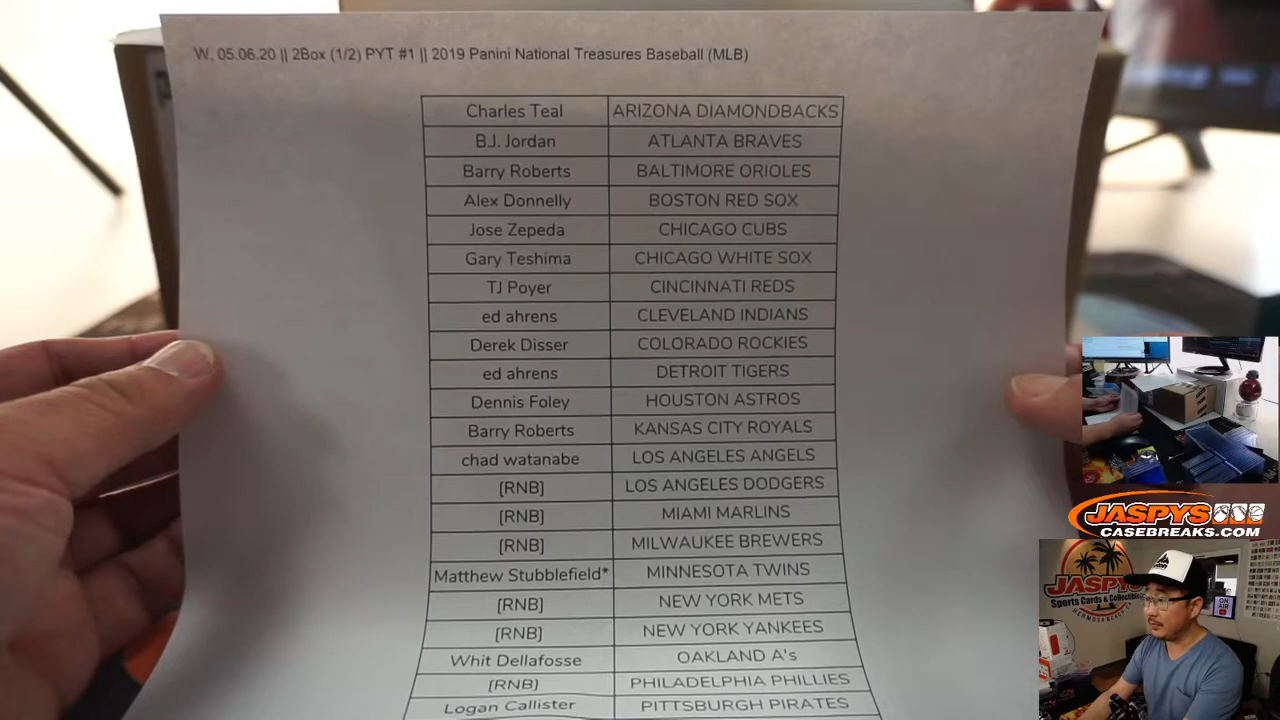 W. 05.06.20 || 2Box (1/2) PYT #1 || 2019 Panini National Treasures Baseball (MLB)
Charles Teal ARIZONA DIAMONDBACKS
B.J. Jordan ATLANTA BRAVES
Barry Roberts BALTIMORE ORIOLES
Alex Donnelly BOSTON RED SOX
Jose Zepeda CHICAGO CUBS
Gary Teshima CHICAGO WHITE SOX
TJ Poyer CINCINNATI REDS
ed ahrens CLEVELAND INDIANS
Derek Disser COLORADO ROCKIES
ed ahrens DETROIT TIGERS
Dennis Foley HOUSTON ASTROS
Barry Roberts KANSAS CITY ROYALS
chad watanabe LOS ANGELES ANGELS
[RNB] LOS ANGELES DODGERS
[RNB] MIAMI MARLINS
[RNB] MILWAUKEE BREWERS
Matthew Stubblefield* MINNESOTA TWINS
[RNB] NEW YORK METS
[RNB] NEW YORK YANKEES
Whit Dellafosse OAKLAND A's
[RNB] PHILADELPHIA PHILLIES
Logan Callister PITTSBURGH PIRATES
JASPYS
CASEBREAKS.COM
JASPYS
Sports Cards & Collectibles
HERMOSA BEACH
ON AIR